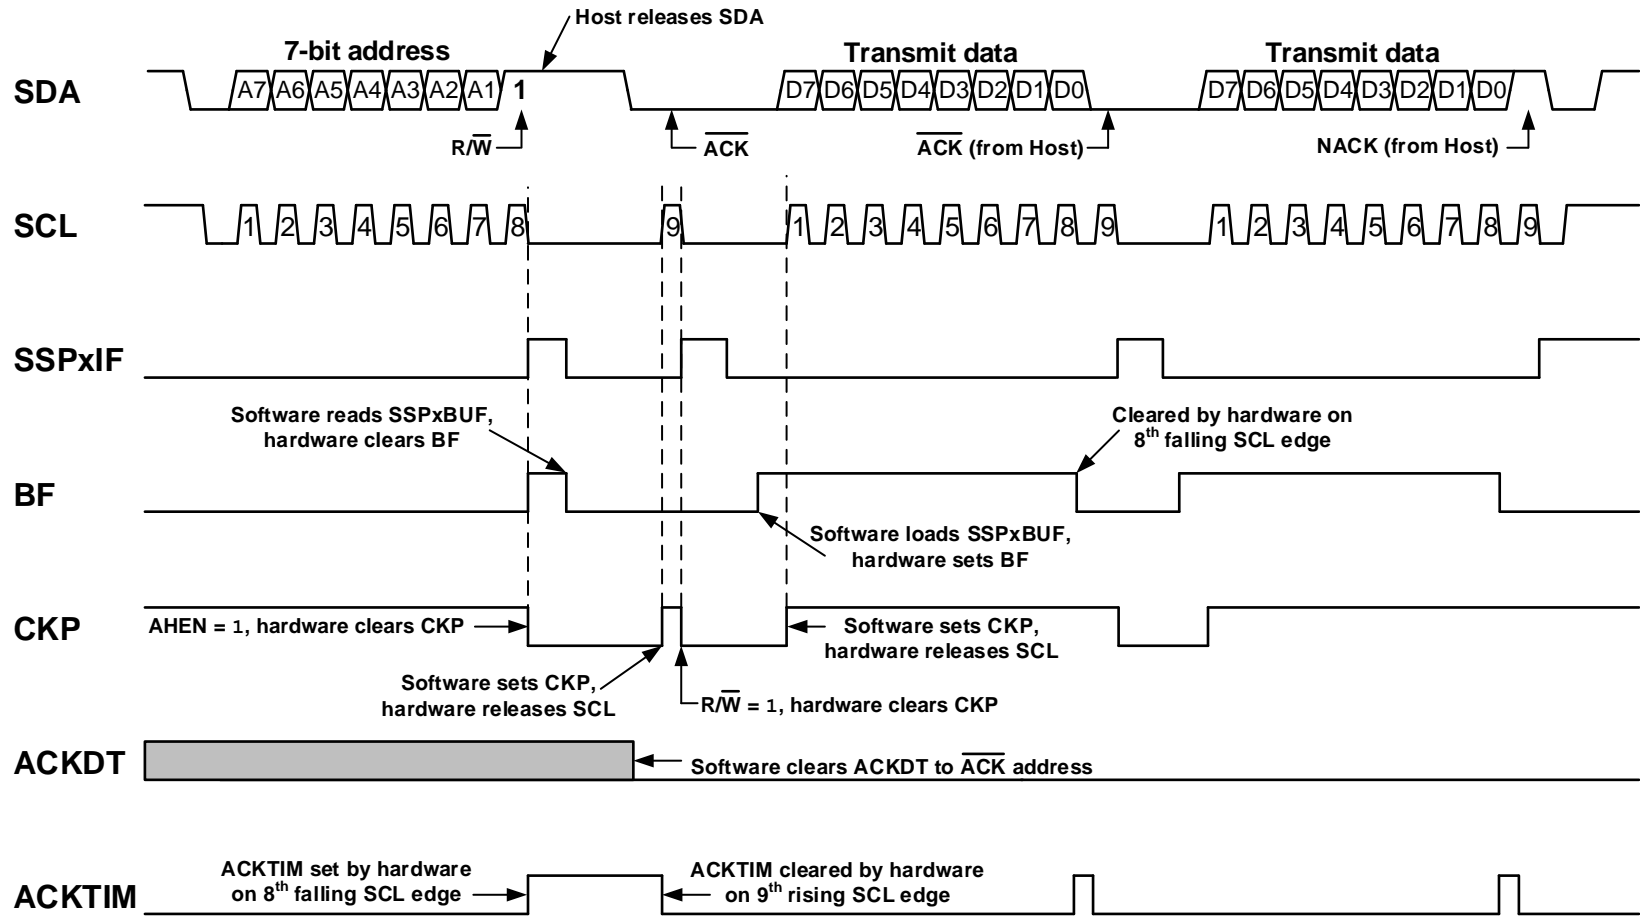 Host releases SDA
7-bit address
Transmit data
Transmit data
SDA
A7 A6 A5 A4 A3 A2 A1 1
D7 D6 D5 D4 D3 D2 D1 D0
D7 D6 D5 D4 D3 D2 D1 D0
R/W̅
A̅C̅K̅
A̅C̅K̅ (from Host)
NACK (from Host)
SCL
1 2 3 4 5 6 7 8
9
1 2 3 4 5 6 7 8 9
1 2 3 4 5 6 7 8 9
SSPxIF
Software reads SSPxBUF,
hardware clears BF
Cleared by hardware on
8th falling SCL edge
BF
Software loads SSPxBUF,
hardware sets BF
CKP
AHEN = 1, hardware clears CKP
Software sets CKP,
hardware releases SCL
Software sets CKP,
hardware releases SCL
R/W̅ = 1, hardware clears CKP
ACKDT
Software clears ACKDT to A̅C̅K̅ address
ACKTIM
ACKTIM set by hardware
on 8th falling SCL edge
ACKTIM cleared by hardware
on 9th rising SCL edge